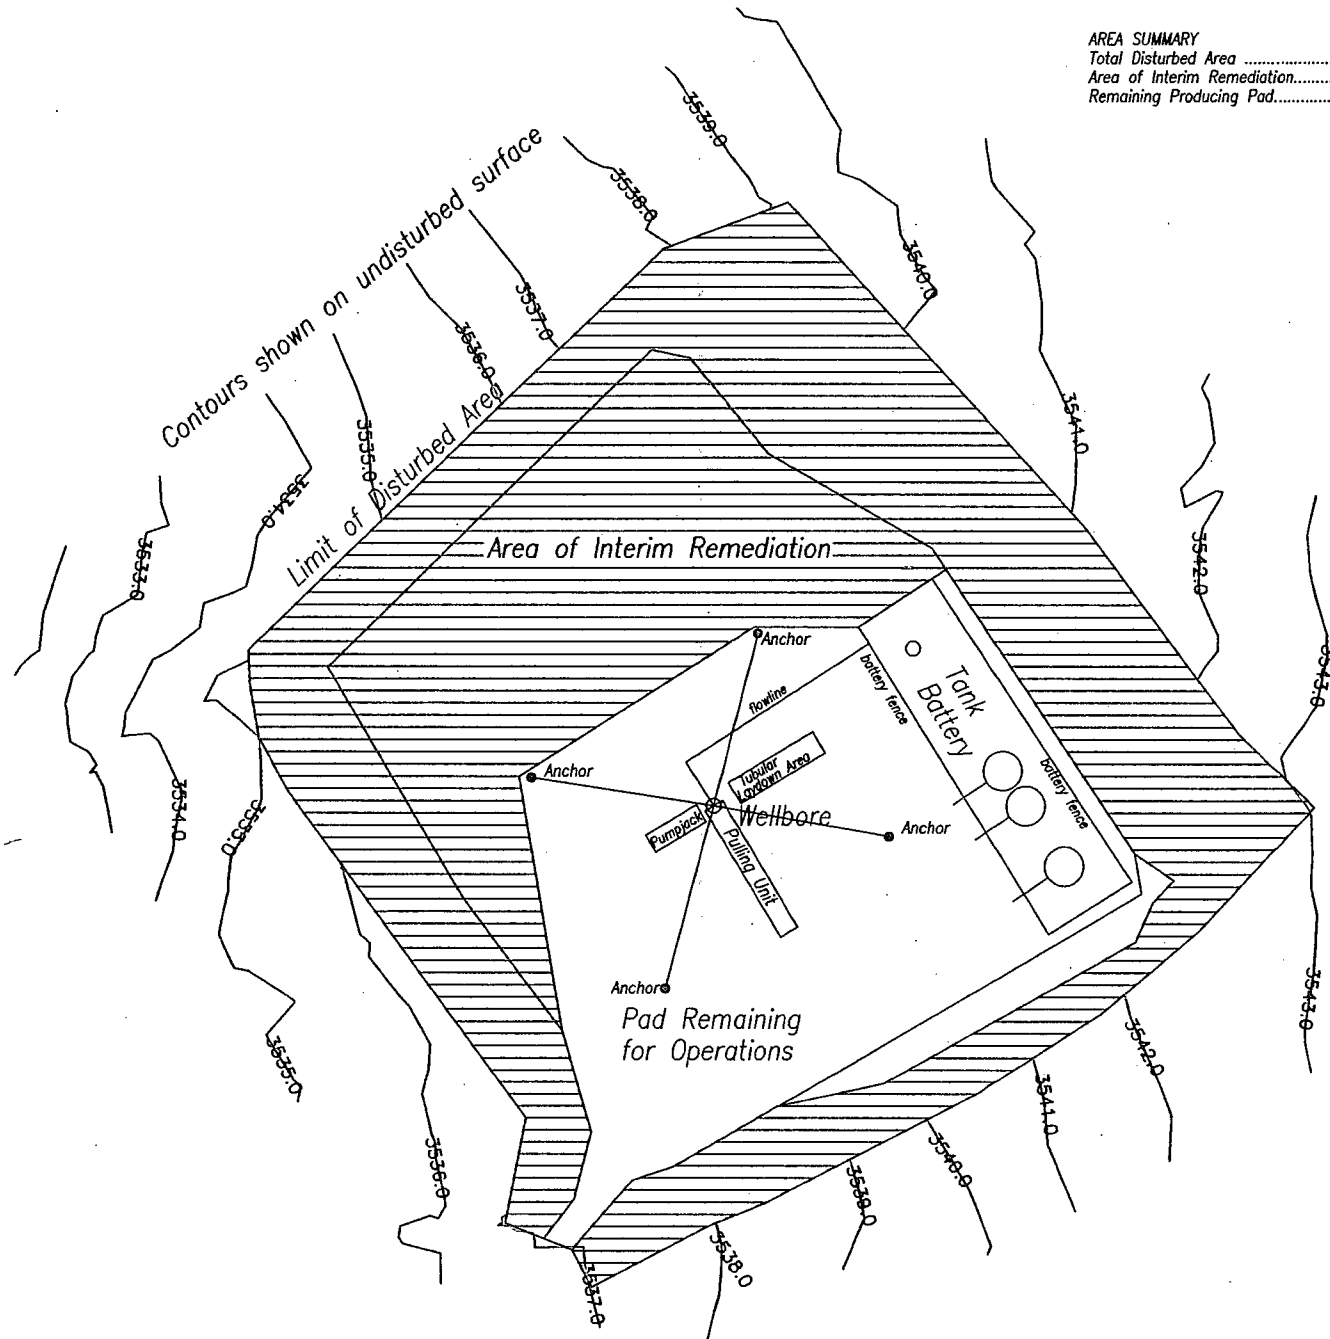 AREA SUMMARY
Total Disturbed Area ....................
Area of Interim Remediation.........
Remaining Producing Pad.............
3539.0
Contours shown on undisturbed surface
3538.0
3540.0
3537.0
3536.0
3541.0
Limit of Disturbed Area
3535.0
3534.0
3533.0
3542.0
Area of Interim Remediation
Anchor
battery fence
Tank
Battery
flowline
3543.0
Anchor
Tubular
Laydown Area
battery fence
3534.0
3535.0
Pumpjack
Wellbore
Anchor
Pulling Unit
Anchor
Pad Remaining
for Operations
3543.0
3535.0
3542.0
3541.0
3536.0
3540.0
3539.0
3538.0
3537.0